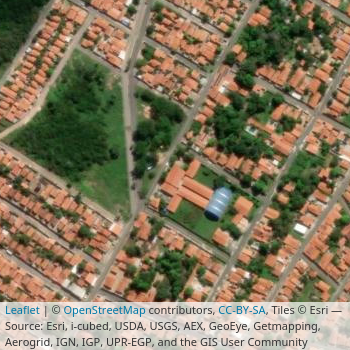 Leaflet | © OpenStreetMap contributors, CC-BY-SA, Tiles © Esri —
Source: Esri, i-cubed, USDA, USGS, AEX, GeoEye, Getmapping,
Aerogrid, IGN, IGP, UPR-EGP, and the GIS User Community